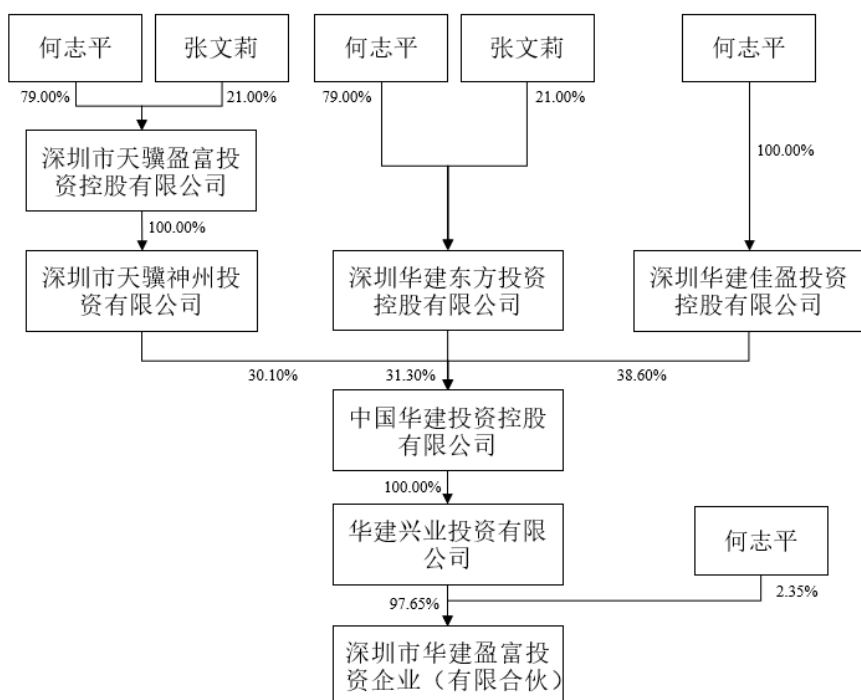 何志平
张文莉
何志平
张文莉
何志平
79.00%
21.00%
79.00%
21.00%
100.00%
深圳市天骥盈富投
资控股有限公司
100.00%
深圳市天骥神州投
资有限公司
深圳华建东方投资
控股有限公司
深圳华建佳盈投资
控股有限公司
30.10%
31.30%
38.60%
中国华建投资控股
有限公司
100.00%
华建兴业投资有限
公司
何志平
97.65%
2.35%
深圳市华建盈富投
资企业（有限合伙）